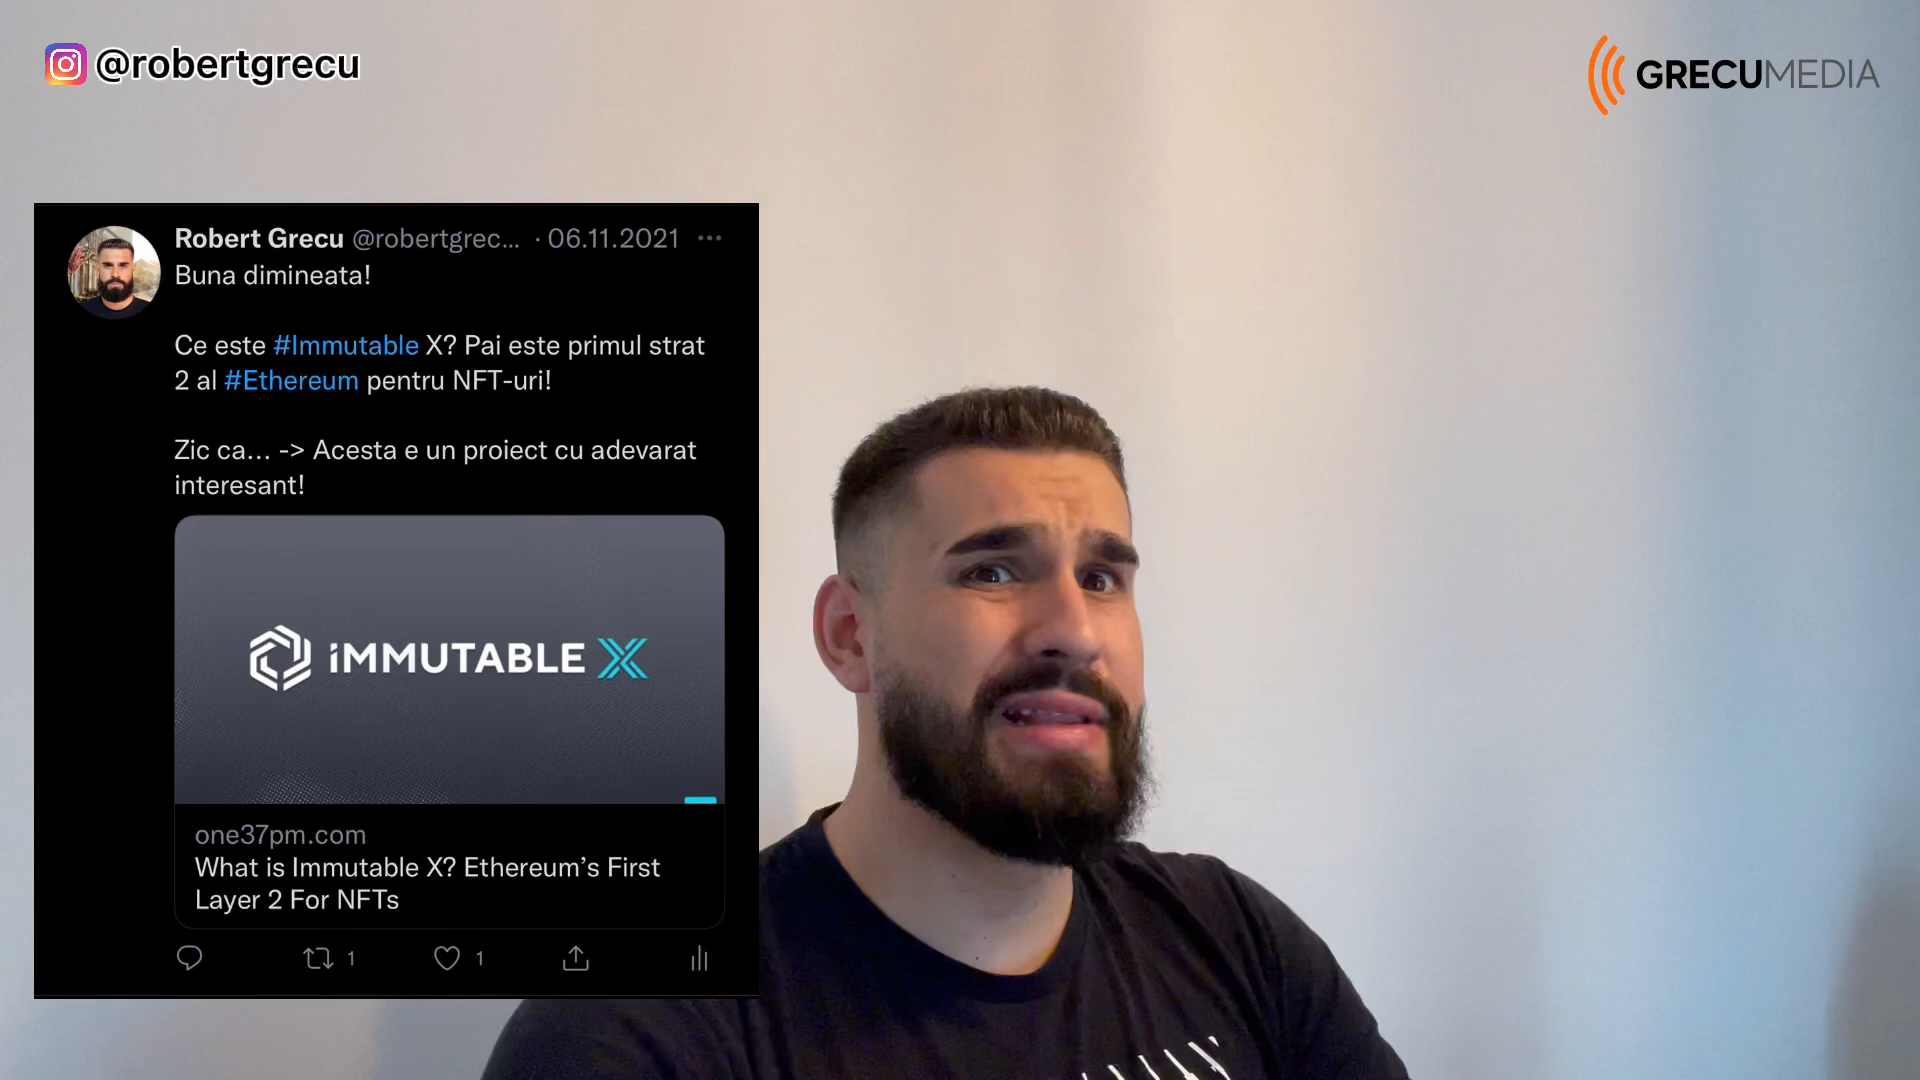 @robertgrecu
GRECUMEDIA
Robert Grecu @robertgrec... · 06.11.2021
Buna dimineata!
Ce este #Immutable X? Pai este primul strat
2 al #Ethereum pentru NFT-uri!
Zic ca... -> Acesta e un proiect cu adevarat
interesant!
iMMUTABLE X
one37pm.com
What is Immutable X? Ethereum’s First
Layer 2 For NFTs
1
1